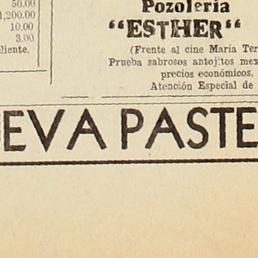 50.00
1,200.00
10.00
3.00
Pozolería
"ESTHER"
(Frente al cine María Ter
Prueba sabrosos antojitos mex
precios económicos.
Atención Especial de
EVA PASTE